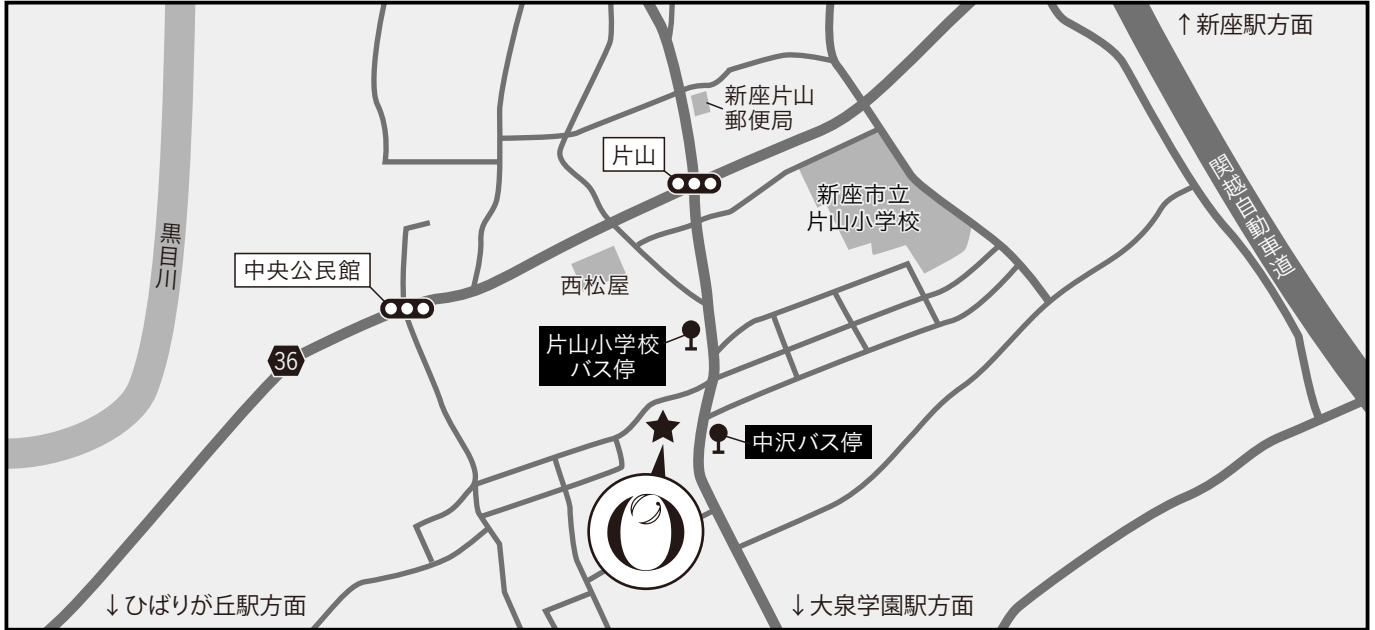 ↑新座駅方面
新座片山
郵便局
片山
新座市立
片山小学校
関越自動車道
黒目川
中央公民館
西松屋
片山小学校
バス停
36
中沢バス停
↓ひばりが丘駅方面
↓大泉学園駅方面